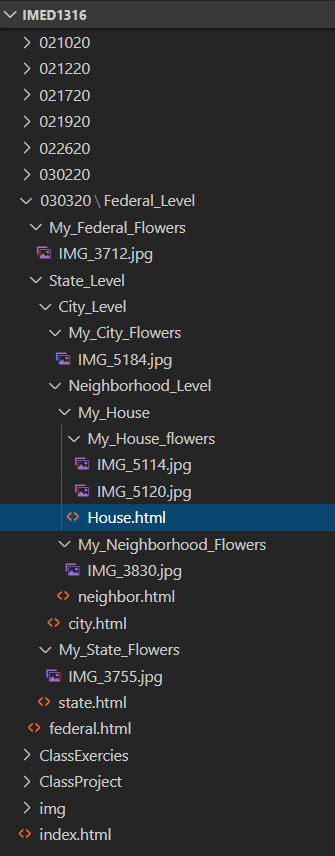 IMED1316
021020
021220
021720
021920
022620
030220
030320 \ Federal_Level
My_Federal_Flowers
IMG_3712.jpg
State_Level
City_Level
My_City_Flowers
IMG_5184.jpg
Neighborhood_Level
My_House
My_House_flowers
IMG_5114.jpg
IMG_5120.jpg
House.html
My_Neighborhood_Flowers
IMG_3830.jpg
neighbor.html
city.html
My_State_Flowers
IMG_3755.jpg
state.html
federal.html
ClassExercies
ClassProject
img
index.html